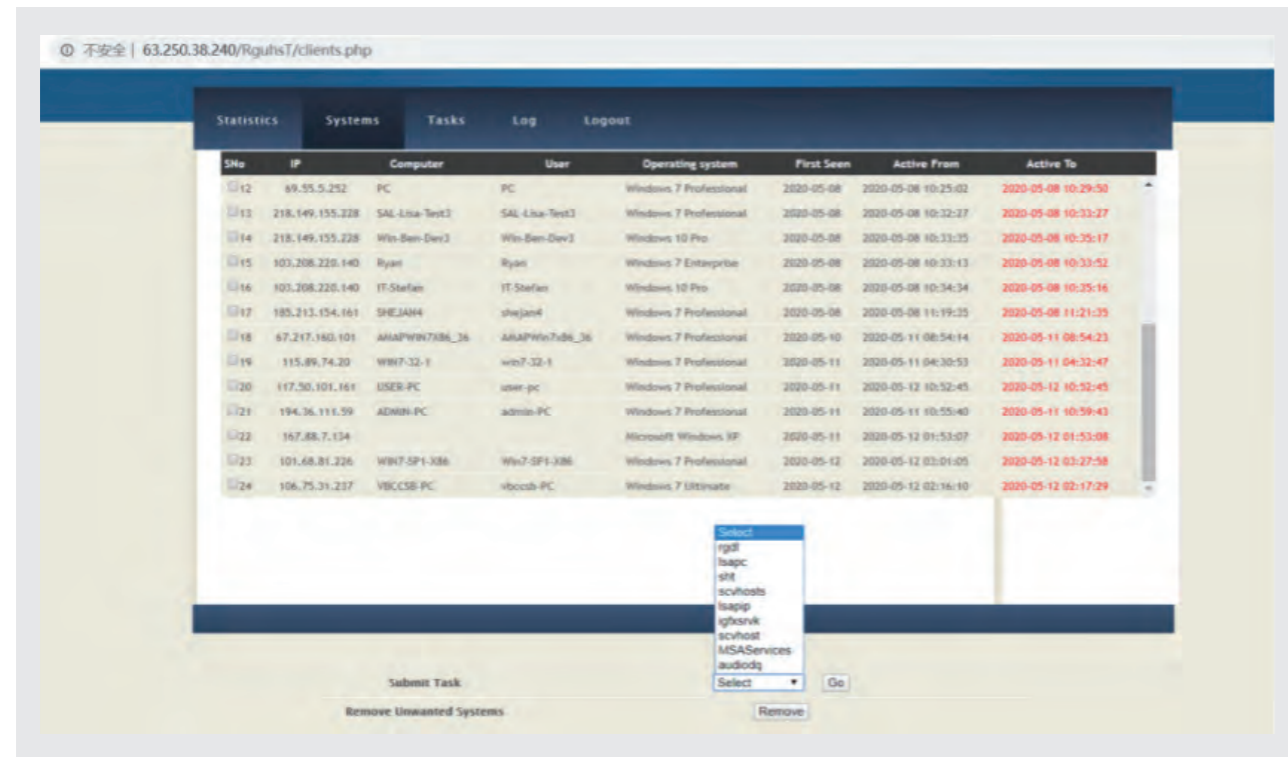 不安全 | 63.250.38.240/RguhsT/clients.php
Statistics Systems Tasks Log Logout
SNo IP Computer User Operating system First Seen Active From Active To
12 69.55.5.252 PC PC Windows 7 Professional 2020-05-08 2020-05-08 10:25:02 2020-05-08 10:29:50
13 218.149.155.228 SAL-Lisa-Test3 SAL-Lisa-Test3 Windows 7 Professional 2020-05-08 2020-05-08 10:32:27 2020-05-08 10:33:27
14 218.149.155.228 Win-Ben-Dev3 Win-Ben-Dev3 Windows 10 Pro 2020-05-08 2020-05-08 10:33:35 2020-05-08 10:35:17
15 103.208.220.140 Ryan Ryan Windows 7 Enterprise 2020-05-08 2020-05-08 10:33:13 2020-05-08 10:33:52
16 103.208.220.140 IT-Stefan IT-Stefan Windows 10 Pro 2020-05-08 2020-05-08 10:34:34 2020-05-08 10:35:16
17 185.213.154.161 SHEJAN4 shejan4 Windows 7 Professional 2020-05-08 2020-05-08 11:19:35 2020-05-08 11:21:35
18 67.217.160.101 AMAPWIN7X86_36 AMAPWin7x86_36 Windows 7 Professional 2020-05-10 2020-05-11 08:54:14 2020-05-11 08:54:23
19 115.89.74.20 WIN7-32-1 win7-32-1 Windows 7 Professional 2020-05-11 2020-05-11 04:30:53 2020-05-11 04:32:47
20 117.50.101.161 USER-PC user-pc Windows 7 Professional 2020-05-11 2020-05-12 10:52:45 2020-05-12 10:52:45
21 194.36.111.59 ADMIN-PC admin-PC Windows 7 Professional 2020-05-11 2020-05-11 10:55:40 2020-05-11 10:59:43
22 167.88.7.134 Microsoft Windows XP 2020-05-11 2020-05-12 01:53:07 2020-05-12 01:53:08
23 101.68.81.226 WIN7-SP1-X86 Win7-SP1-X86 Windows 7 Professional 2020-05-12 2020-05-12 03:01:05 2020-05-12 03:27:58
24 106.75.31.237 VBCCSB-PC vbccsb-PC Windows 7 Ultimate 2020-05-12 2020-05-12 02:16:10 2020-05-12 02:17:29
Select
rgdl
lsapc
sht
scvhosts
lsapip
igfxsrvk
scvhost
MSAServices
audiodq
Submit Task Select Go
Remove Unwanted Systems Remove